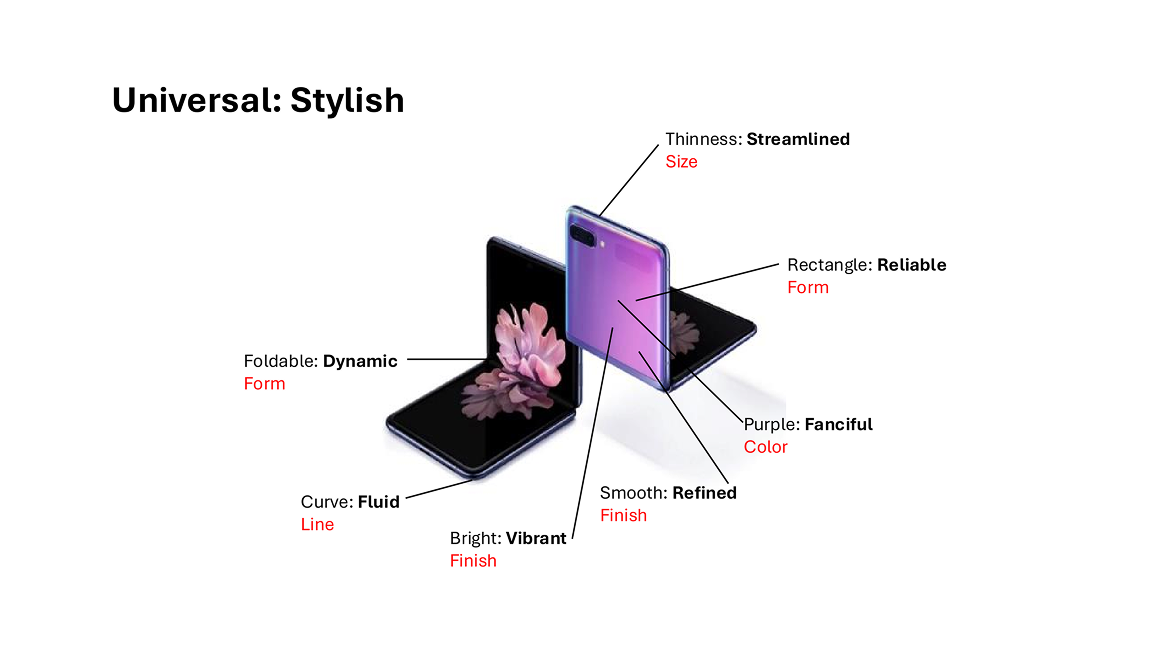 Universal: Stylish
Thinness: Streamlined
Size
Rectangle: Reliable
Form
Foldable: Dynamic
Form
Purple: Fanciful
Color
Smooth: Refined
Finish
Curve: Fluid
Line
Bright: Vibrant
Finish